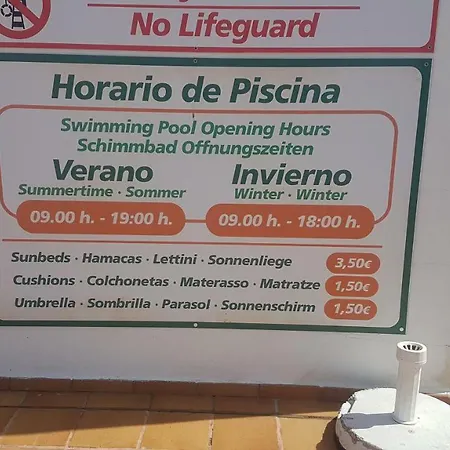 No Lifeguard
Horario de Piscina
Swimming Pool Opening Hours
Schimmbad Offnungszeiten
Verano Invierno
Summertime · Sommer Winter · Winter
09.00 h. - 19:00 h. 09.00 h. - 18:00 h.
Sunbeds · Hamacas · Lettini · Sonnenliege 3,50€
Cushions · Colchonetas · Materasso · Matratze 1,50€
Umbrella · Sombrilla · Parasol · Sonnenschirm 1,50€